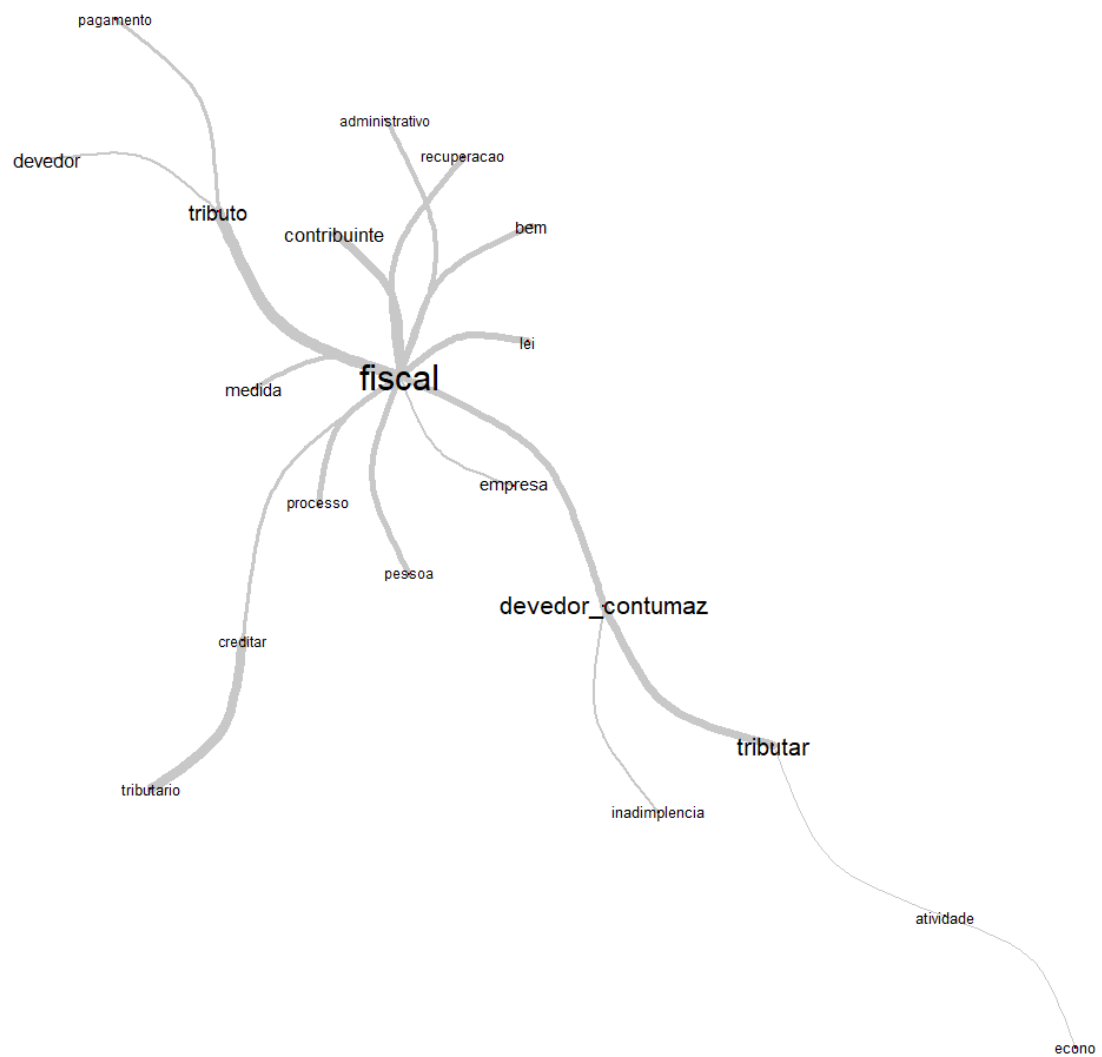 pagamento
administrativo
recuperacao
devedor
tributo
contribuinte
bem
lei
fiscal
medida
empresa
processo
pessoa
devedor_contumaz
creditar
tributar
tributario
inadimplencia
atividade
econo